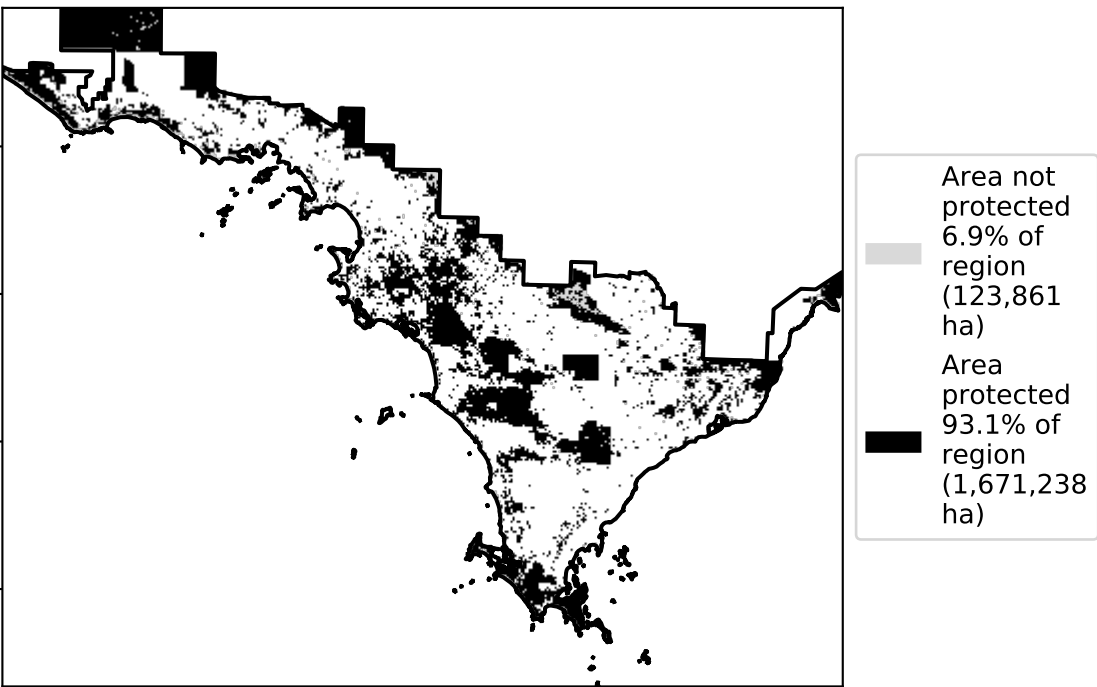 Area not
protected
6.9% of
region
(123,861
ha)
Area
protected
93.1% of
region
(1,671,238
ha)